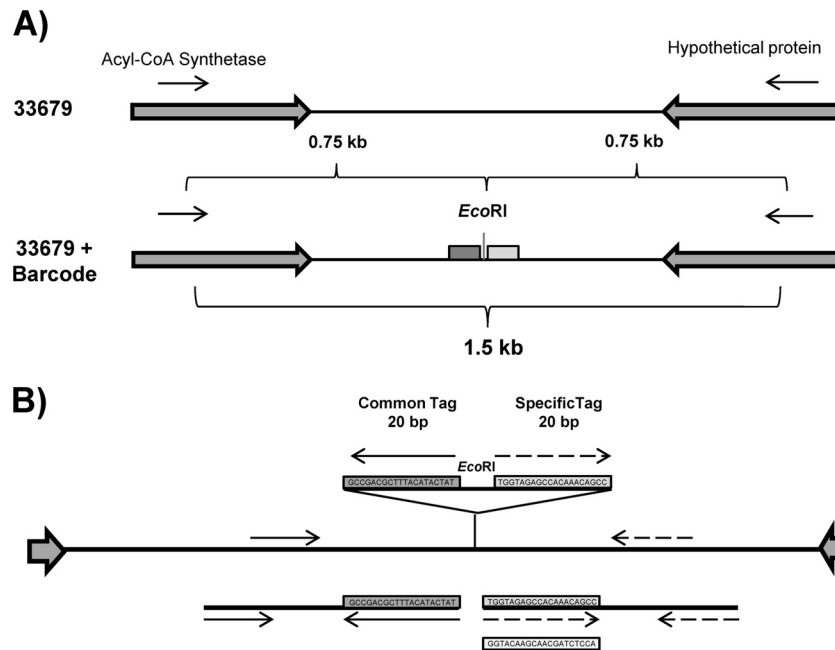 A)
Acyl-CoA Synthetase
Hypothetical protein
33679
0.75 kb
0.75 kb
EcoRI
33679 +
Barcode
1.5 kb
B)
Common Tag
20 bp
SpecificTag
20 bp
EcoRI
GCCGACGCTTTACATACTAT
TGGTAGAGCCACAAACAGCC
GCCGACGCTTTACATACTAT
TGGTAGAGCCACAAACAGCC
GGTACAAGCAACGATCTCCA